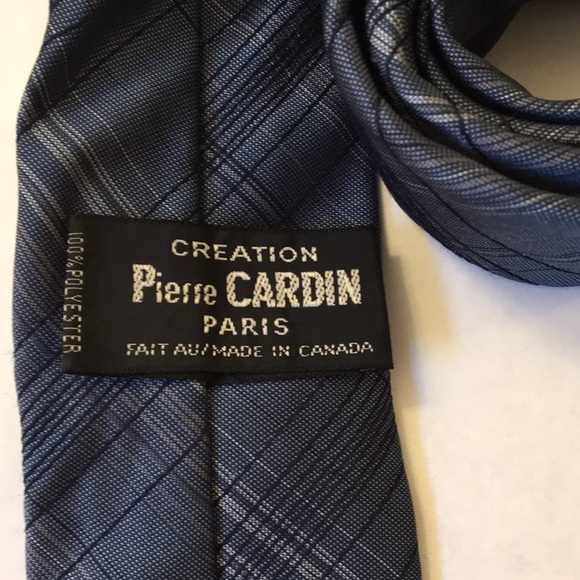 CREATION
Pierre CARDIN
PARIS
FAIT AU/MADE IN CANADA
100% POLYESTER